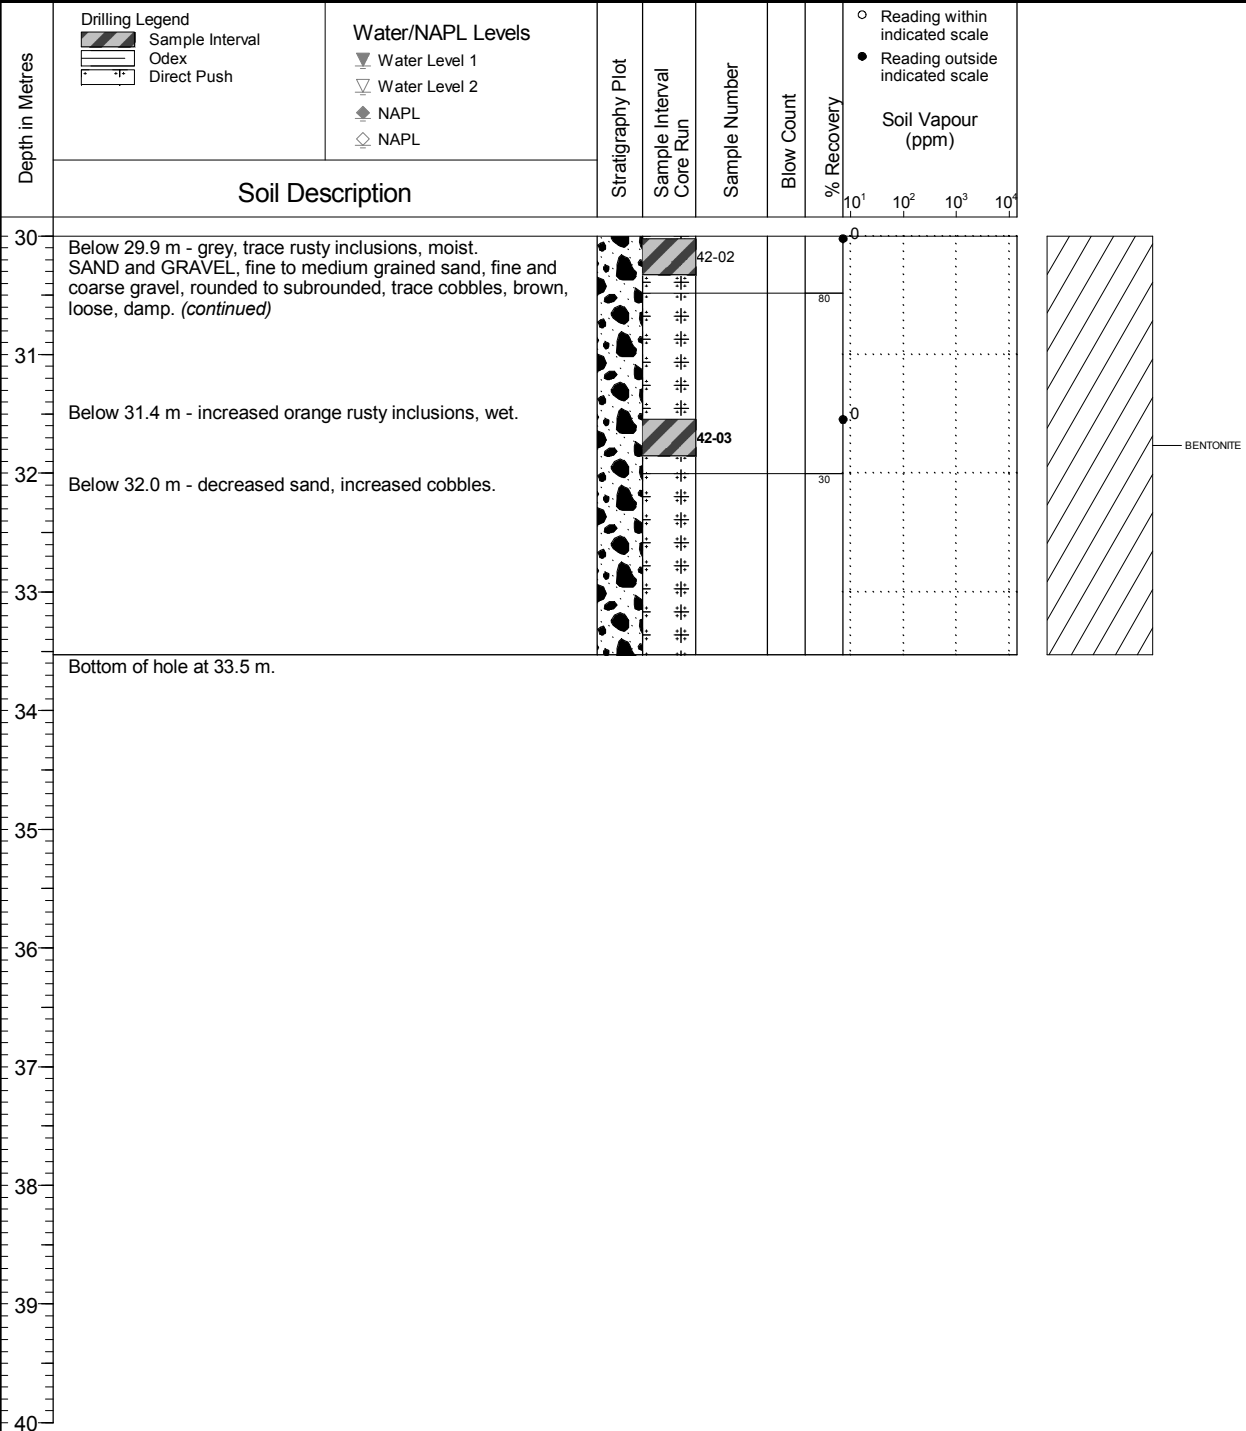 Drilling Legend
Sample Interval
Odex
Direct Push
Water/NAPL Levels
Water Level 1
Water Level 2
NAPL
NAPL
Depth in Metres
Soil Description
Stratigraphy Plot
Sample Interval
Core Run
Sample Number
Blow Count
% Recovery
Reading within
indicated scale
Reading outside
indicated scale
Soil Vapour
(ppm)
10¹ 10² 10³ 10⁴
30
Below 29.9 m - grey, trace rusty inclusions, moist.
SAND and GRAVEL, fine to medium grained sand, fine and
coarse gravel, rounded to subrounded, trace cobbles, brown,
loose, damp. (continued)
42-02
0
80
31
Below 31.4 m - increased orange rusty inclusions, wet.
0
42-03
BENTONITE
32
30
Below 32.0 m - decreased sand, increased cobbles.
33
Bottom of hole at 33.5 m.
34
35
36
37
38
39
40